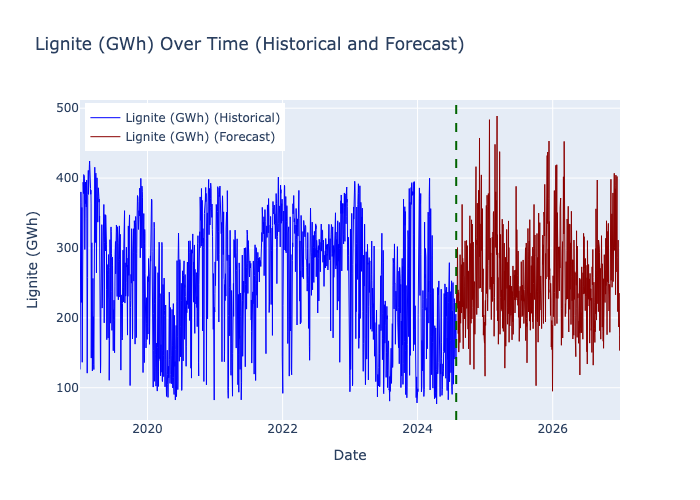 Lignite (GWh) Over Time (Historical and Forecast)
Lignite (GWh) (Historical)
Lignite (GWh) (Forecast)
500
400
300
200
100
Lignite (GWh)
2020
2022
2024
2026
Date